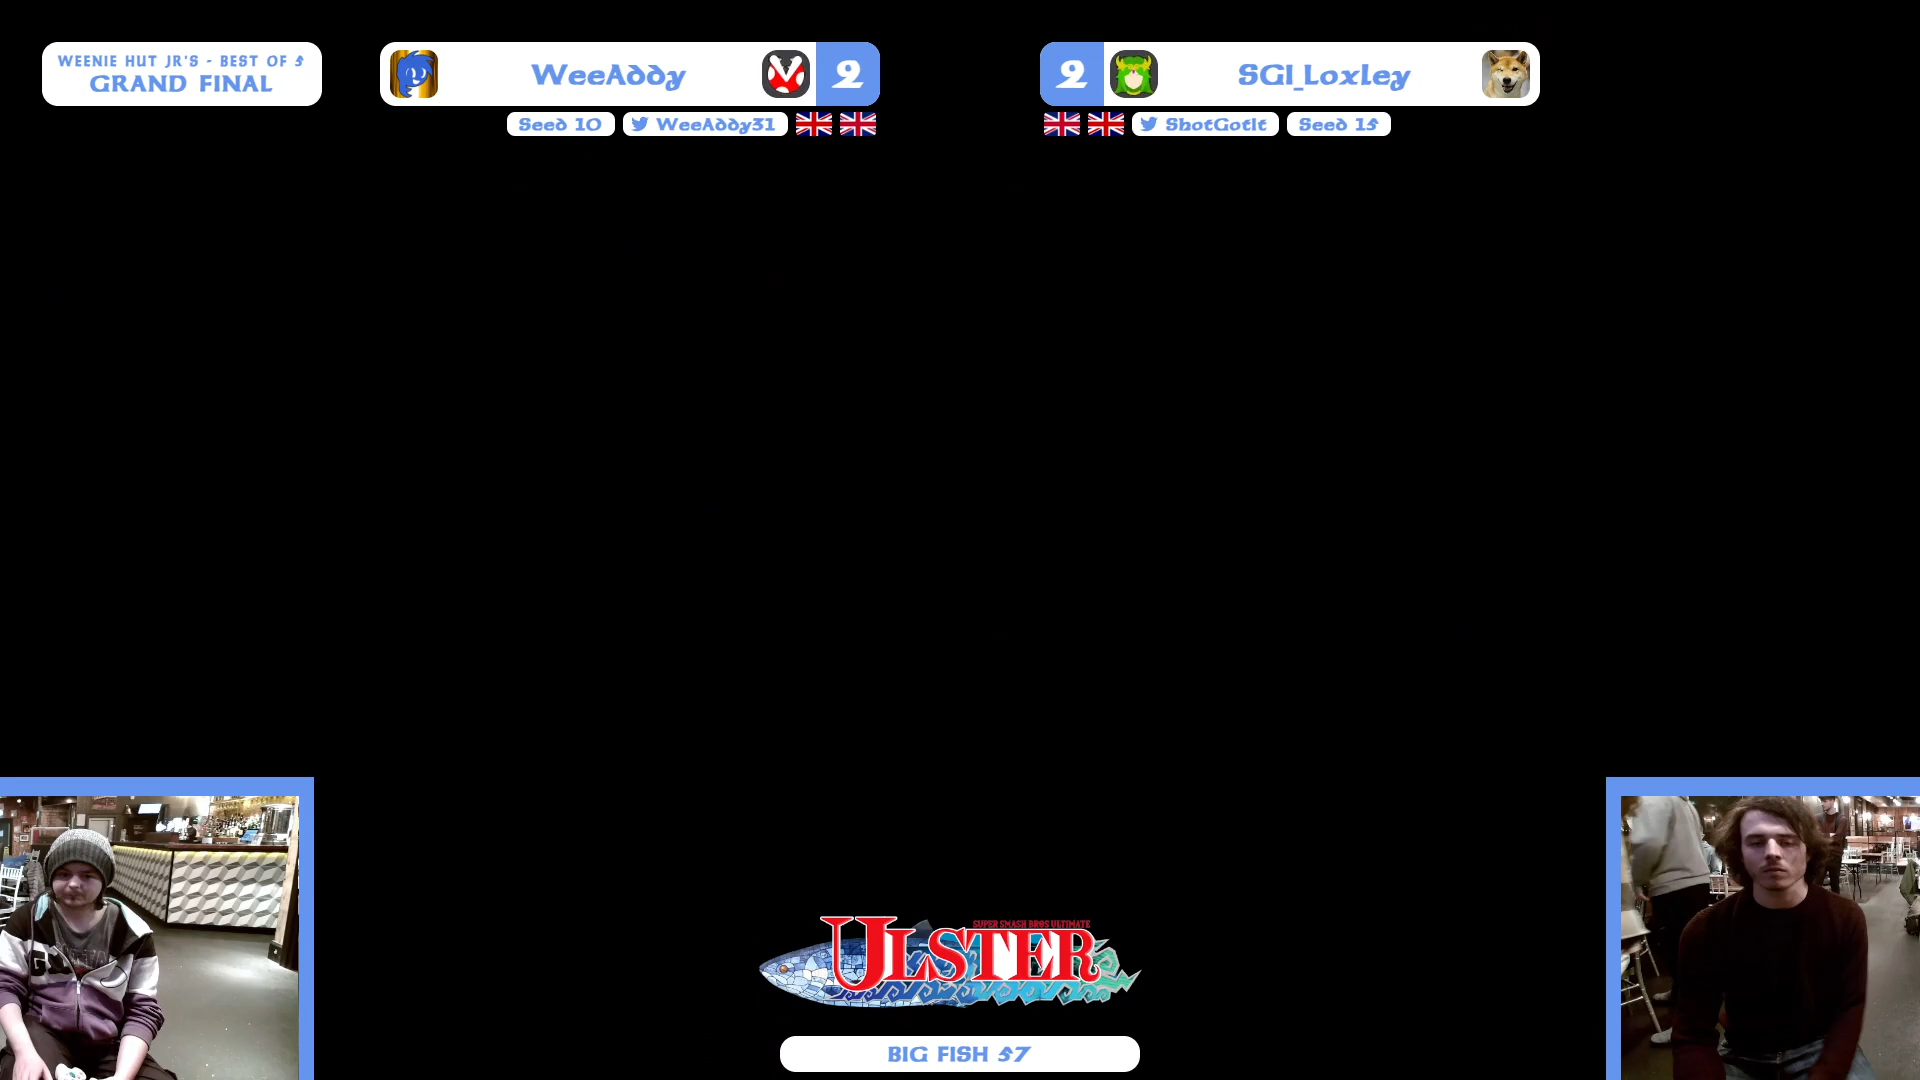 WEENIE HUT JR'S - BEST OF 5
GRAND FINAL
WeeAddy
2
2
SGI_Loxley
Seed 10
WeeAddy31
ShotGotIt
Seed 15
SUPER SMASH BROS ULTIMATE
ULSTER
BIG FISH 57